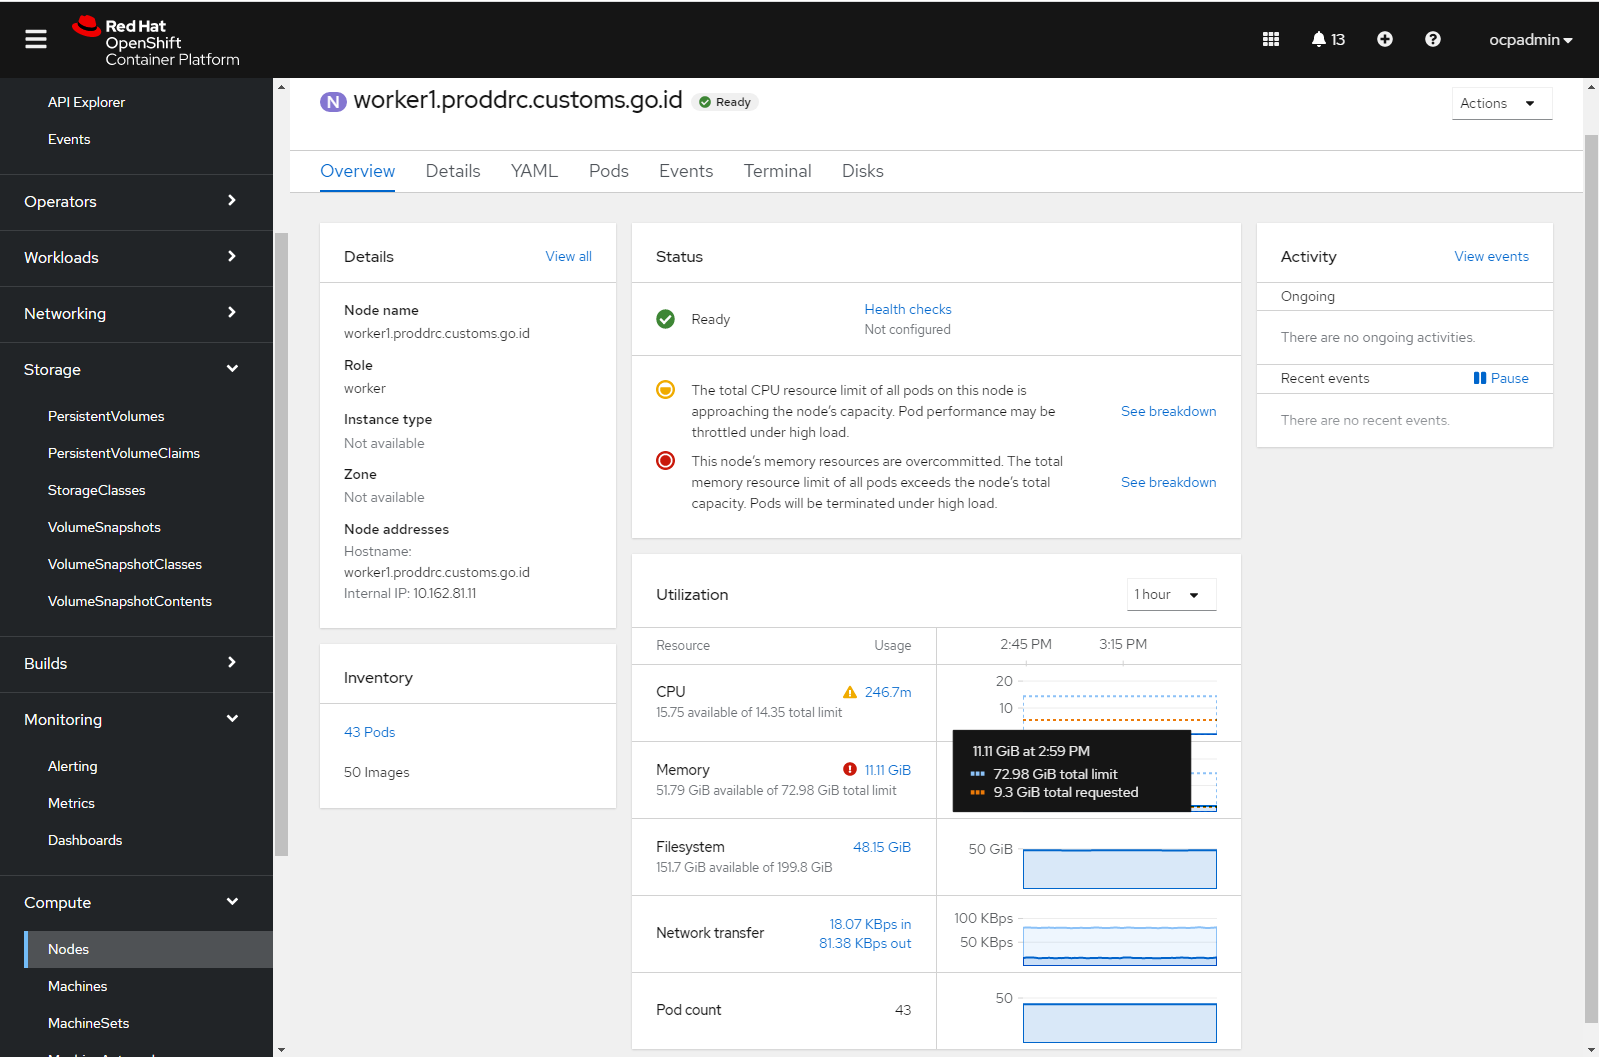 Red Hat
OpenShift
Container Platform
13
ocpadmin
API Explorer
Events
Operators
Workloads
Networking
Storage
PersistentVolumes
PersistentVolumeClaims
StorageClasses
VolumeSnapshots
VolumeSnapshotClasses
VolumeSnapshotContents
Builds
Monitoring
Alerting
Metrics
Dashboards
Compute
Nodes
Machines
MachineSets
N worker1.proddrc.customs.go.id Ready
Actions
Overview Details YAML Pods Events Terminal Disks
Details View all
Node name
worker1.proddrc.customs.go.id
Role
worker
Instance type
Not available
Zone
Not available
Node addresses
Hostname:
worker1.proddrc.customs.go.id
Internal IP: 10.162.81.11
Inventory
43 Pods
50 Images
Status
Ready
Health checks
Not configured
The total CPU resource limit of all pods on this node is
approaching the node's capacity. Pod performance may be
throttled under high load.
See breakdown
This node's memory resources are overcommitted. The total
memory resource limit of all pods exceeds the node's total
capacity. Pods will be terminated under high load.
See breakdown
Utilization
1 hour
Resource Usage 2:45 PM 3:15 PM
CPU 246.7m
15.75 available of 14.35 total limit
20
10
Memory 11.11 GiB
51.79 GiB available of 72.98 GiB total limit
11.11 GiB at 2:59 PM
72.98 GiB total limit
9.3 GiB total requested
Filesystem 48.15 GiB
151.7 GiB available of 199.8 GiB
50 GiB
Network transfer
18.07 KBps in
81.38 KBps out
100 KBps
50 KBps
Pod count 43
50
Activity View events
Ongoing
There are no ongoing activities.
Recent events Pause
There are no recent events.